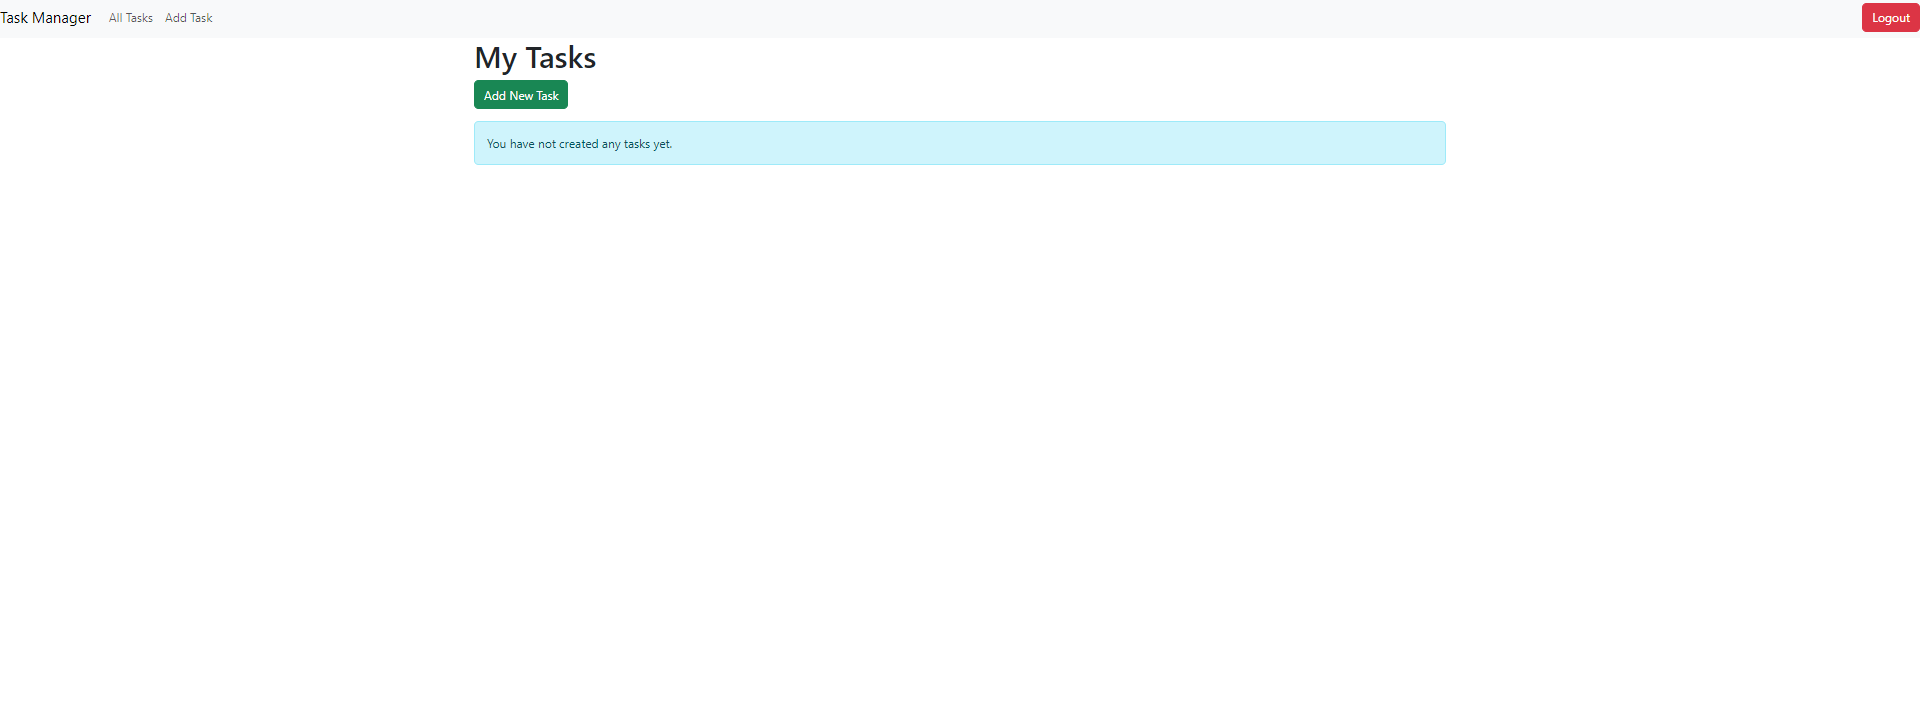 Task Manager All Tasks Add Task Logout
My Tasks
Add New Task
You have not created any tasks yet.